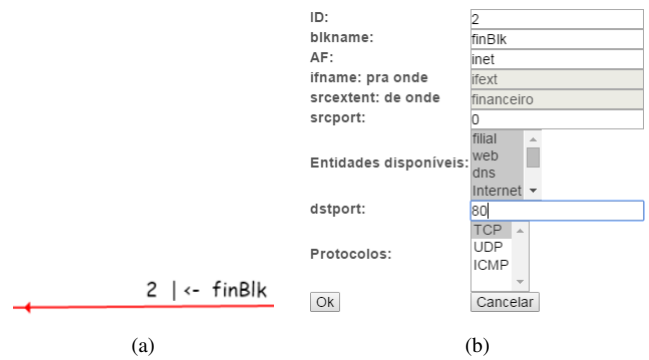 ID: 2
blkname: finBlk
AF: inet
ifname: pra onde ifext
srcextent: de onde financeiro
srcport: 0
Entidades disponíveis: filial
web
dns
Internet
dstport: 80
Protocolos: TCP
UDP
ICMP
Ok Cancelar
2 | <- finBlk
(a) (b)